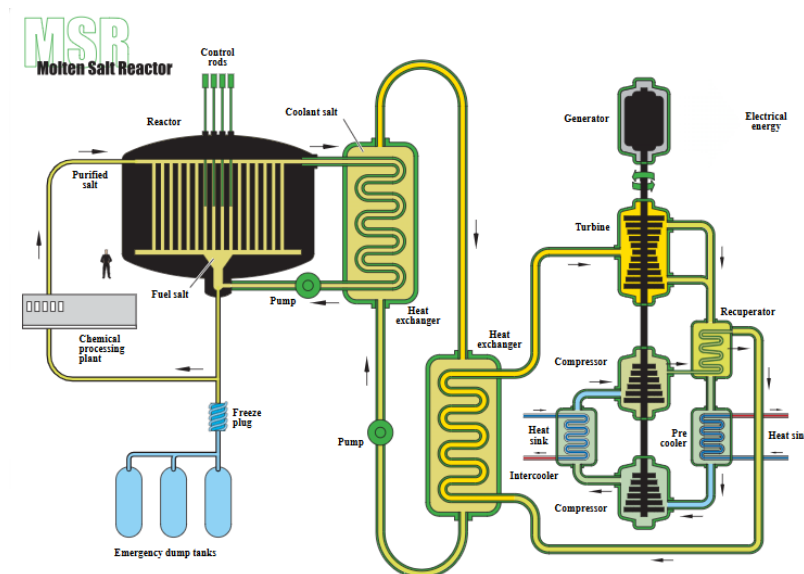 MSR
Molten Salt Reactor
Control
rods
Coolant salt
Reactor
Generator
Electrical
energy
Purified
salt
Turbine
Fuel salt
Pump
Heat
exchanger
Recuperator
Chemical
processing
plant
Heat
exchanger
Compressor
Freeze
plug
Pump
Heat
sink
Pre
cooler
Heat sin
Intercooler
Compressor
Emergency dump tanks